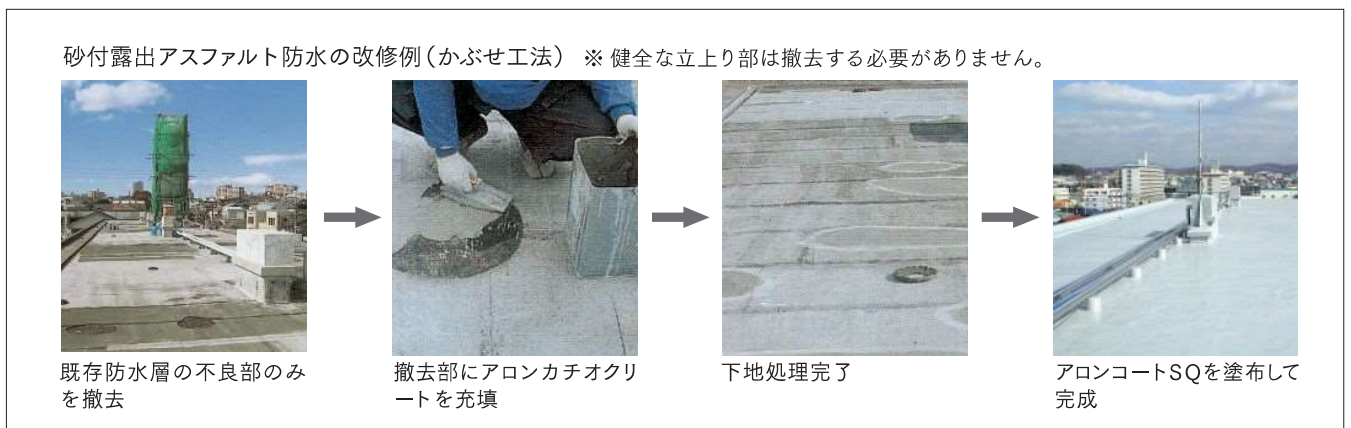 砂付露出アスファルト防水の改修例(かぶせ工法) ※ 健全な立上り部は撤去する必要がありません。
既存防水層の不良部のみ
を撤去
撤去部にアロンカチオクリ
ートを充填
下地処理完了
アロンコートSQを塗布して
完成